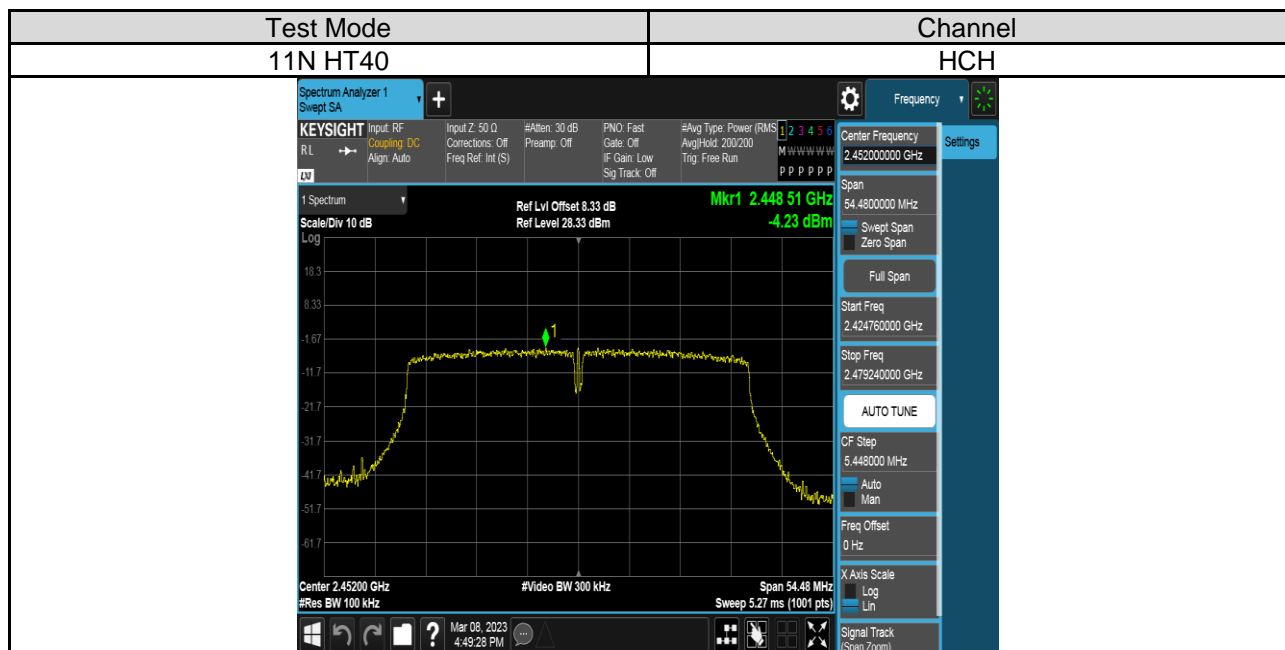 Test Mode
Channel
11N HT40
HCH
Spectrum Analyzer 1
Swept SA
+
Frequency
KEYSIGHT
RL
LXI
Input: RF
Coupling: DC
Align: Auto
Input Z: 50 Ω
Corrections: Off
Freq Ref: Int (S)
#Atten: 30 dB
Preamp: Off
PNO: Fast
Gate: Off
IF Gain: Low
Sig Track: Off
#Avg Type: Power (RMS
Avg|Hold: 200/200
Trig: Free Run
1 2 3 4 5 6
M W W W W W
P P P P P P
1 Spectrum
Scale/Div 10 dB
Log
Ref Lvl Offset 8.33 dB
Ref Level 28.33 dBm
Mkr1 2.448 51 GHz
-4.23 dBm
18.3
8.33
-1.67
-11.7
-21.7
-31.7
-41.7
-51.7
-61.7
1
Center 2.45200 GHz
#Res BW 100 kHz
#Video BW 300 kHz
Span 54.48 MHz
Sweep 5.27 ms (1001 pts)
Center Frequency
2.452000000 GHz
Settings
Span
54.4800000 MHz
Swept Span
Zero Span
Full Span
Start Freq
2.424760000 GHz
Stop Freq
2.479240000 GHz
AUTO TUNE
CF Step
5.448000 MHz
Auto
Man
Freq Offset
0 Hz
X Axis Scale
Log
Lin
Signal Track
(Span Zoom)
?
Mar 08, 2023
4:49:28 PM